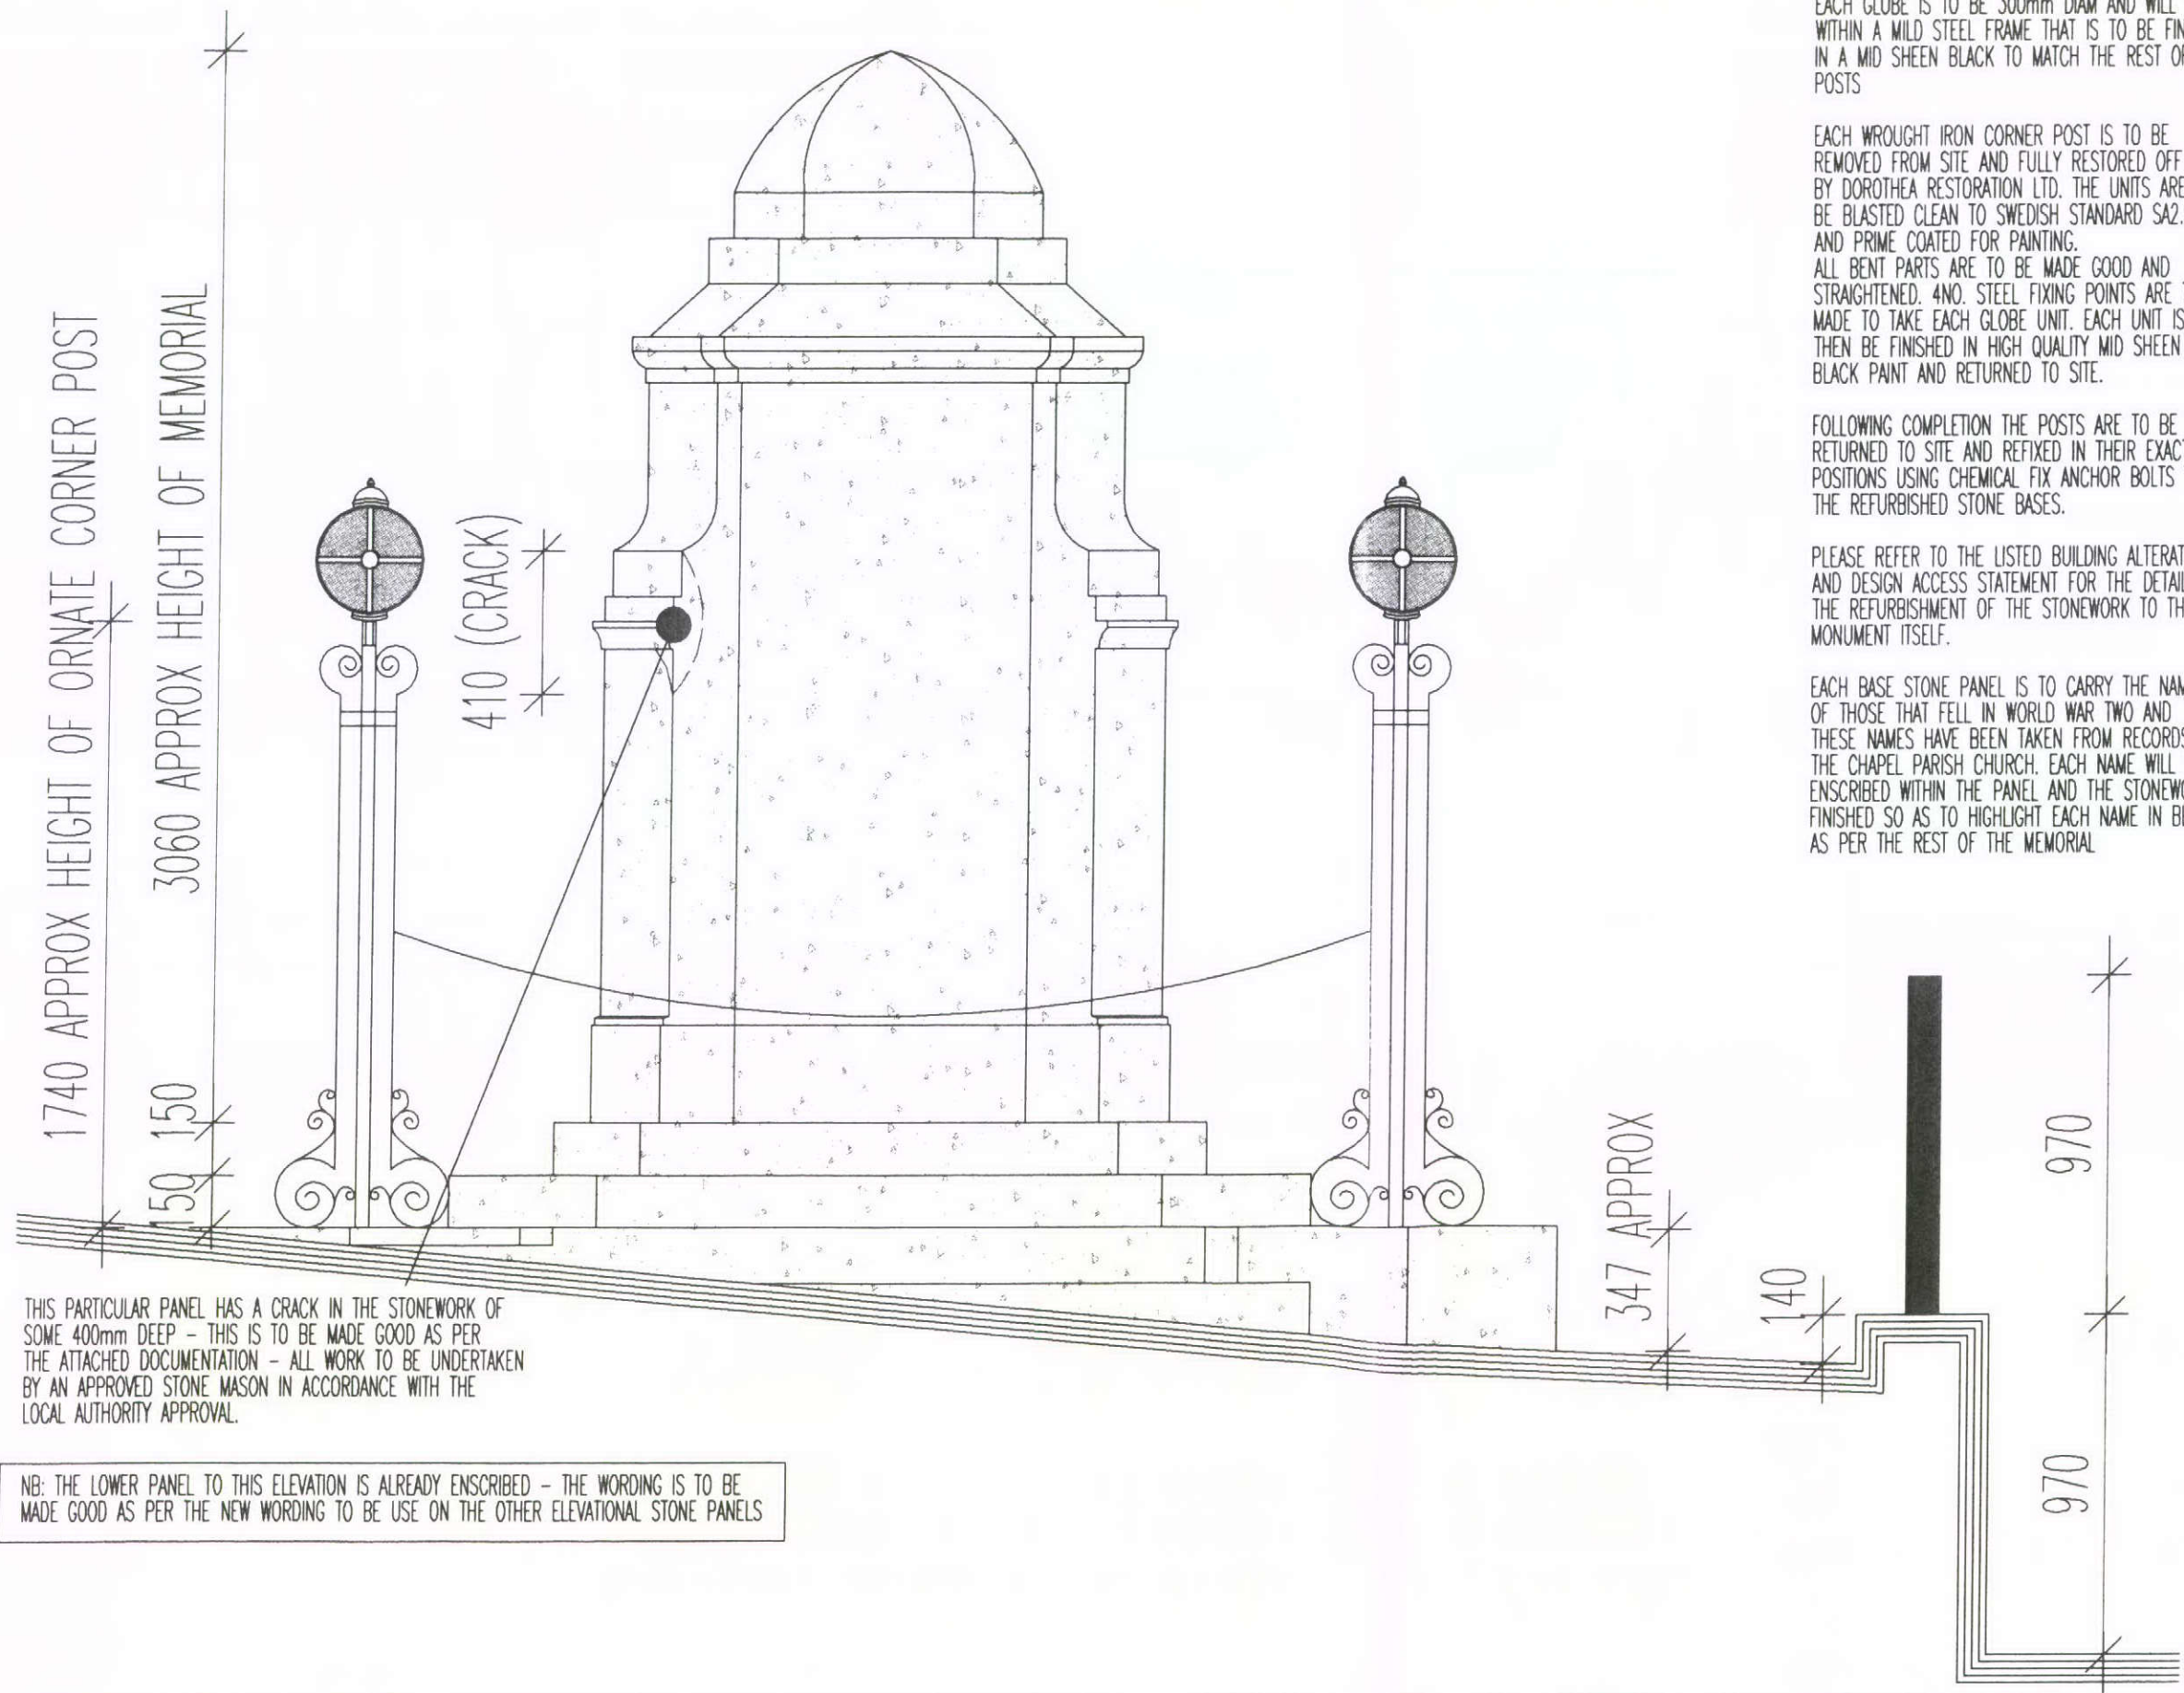 EACH GLOBE IS TO BE 300mm DIAM AND WILL
WITHIN A MILD STEEL FRAME THAT IS TO BE FIN
IN A MID SHEEN BLACK TO MATCH THE REST OF
POSTS
EACH WROUGHT IRON CORNER POST IS TO BE
REMOVED FROM SITE AND FULLY RESTORED OFF
BY DOROTHEA RESTORATION LTD. THE UNITS ARE
BE BLASTED CLEAN TO SWEDISH STANDARD SA2.
AND PRIME COATED FOR PAINTING.
ALL BENT PARTS ARE TO BE MADE GOOD AND
STRAIGHTENED. 4NO. STEEL FIXING POINTS ARE
MADE TO TAKE EACH GLOBE UNIT. EACH UNIT IS
THEN BE FINISHED IN HIGH QUALITY MID SHEEN
BLACK PAINT AND RETURNED TO SITE.
FOLLOWING COMPLETION THE POSTS ARE TO BE
RETURNED TO SITE AND REFIXED IN THEIR EXAC
POSITIONS USING CHEMICAL FIX ANCHOR BOLTS
THE REFURBISHED STONE BASES.
PLEASE REFER TO THE LISTED BUILDING ALTERAT
AND DESIGN ACCESS STATEMENT FOR THE DETAI
THE REFURBISHMENT OF THE STONEWORK TO TH
MONUMENT ITSELF.
EACH BASE STONE PANEL IS TO CARRY THE NAM
OF THOSE THAT FELL IN WORLD WAR TWO AND
THESE NAMES HAVE BEEN TAKEN FROM RECORDS
THE CHAPEL PARISH CHURCH. EACH NAME WILL
ENSCRIBED WITHIN THE PANEL AND THE STONEWO
FINISHED SO AS TO HIGHLIGHT EACH NAME IN BL
AS PER THE REST OF THE MEMORIAL
1740 APPROX HEIGHT OF ORNATE CORNER POST
3060 APPROX HEIGHT OF MEMORIAL
150
150
410 (CRACK)
347 APPROX
140
970
970
THIS PARTICULAR PANEL HAS A CRACK IN THE STONEWORK OF
SOME 400mm DEEP - THIS IS TO BE MADE GOOD AS PER
THE ATTACHED DOCUMENTATION - ALL WORK TO BE UNDERTAKEN
BY AN APPROVED STONE MASON IN ACCORDANCE WITH THE
LOCAL AUTHORITY APPROVAL.
NB: THE LOWER PANEL TO THIS ELEVATION IS ALREADY ENSCRIBED - THE WORDING IS TO BE
MADE GOOD AS PER THE NEW WORDING TO BE USE ON THE OTHER ELEVATIONAL STONE PANELS